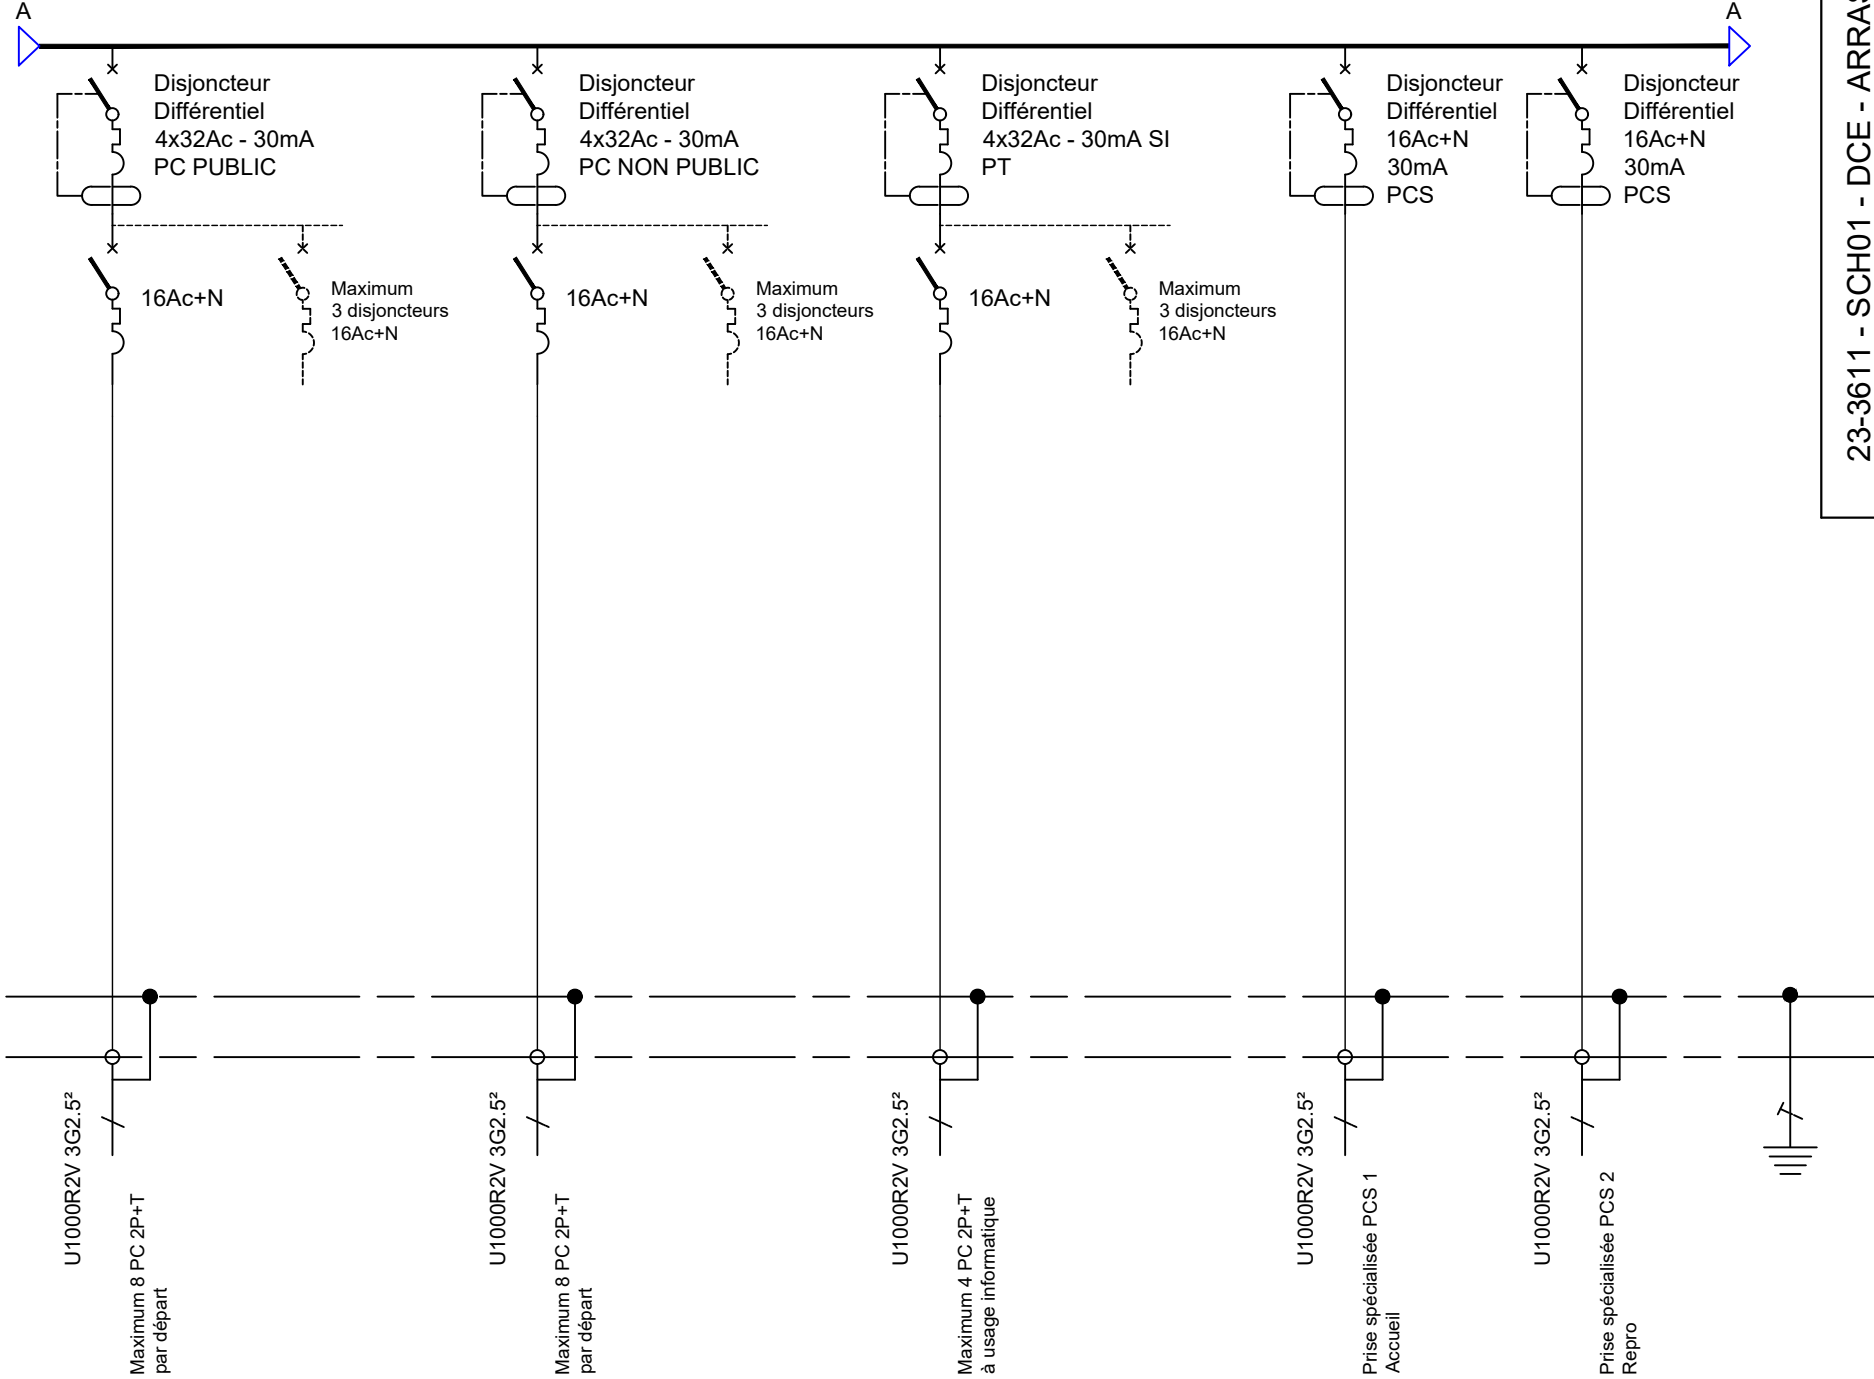 A
A
Disjoncteur
Différentiel
4x32Ac - 30mA
PC PUBLIC
Disjoncteur
Différentiel
4x32Ac - 30mA
PC NON PUBLIC
Disjoncteur
Différentiel
4x32Ac - 30mA SI
PT
Disjoncteur
Différentiel
16Ac+N
30mA
PCS
Disjoncteur
Différentiel
16Ac+N
30mA
PCS
16Ac+N
Maximum
3 disjoncteurs
16Ac+N
16Ac+N
Maximum
3 disjoncteurs
16Ac+N
16Ac+N
Maximum
3 disjoncteurs
16Ac+N
U1000R2V 3G2.5²
Maximum 8 PC 2P+T
par départ
U1000R2V 3G2.5²
Maximum 8 PC 2P+T
par départ
U1000R2V 3G2.5²
Maximum 4 PC 2P+T
à usage informatique
U1000R2V 3G2.5²
Prise spécialisée PCS 1
Accueil
U1000R2V 3G2.5²
Prise spécialisée PCS 2
Repro
23-3611 - SCH01 - DCE - ARRAS